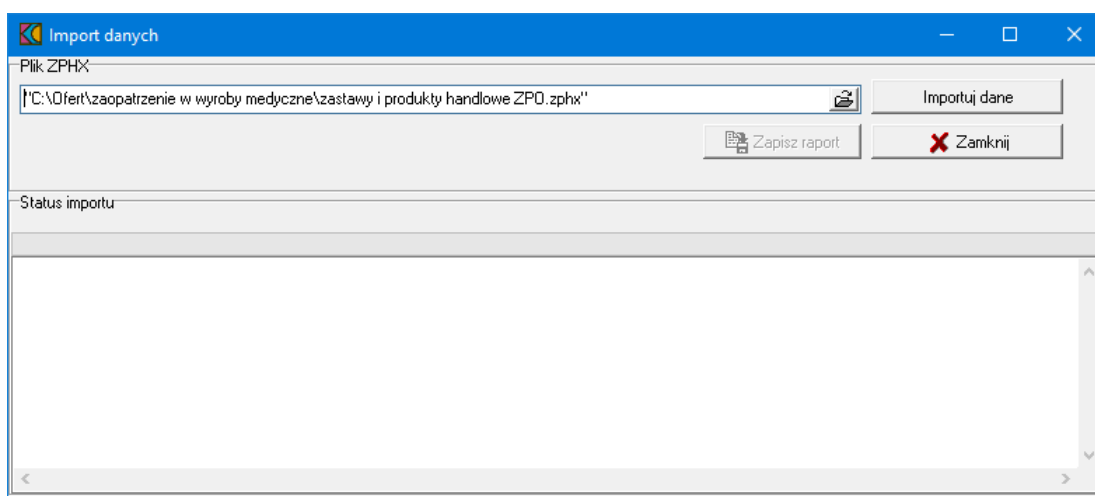 Import danych
Plik ZPHX
"C:\Ofert\zaopatrzenie w wyroby medyczne\zastawy i produkty handlowe ZPO.zphx"
Importuj dane
Zapisz raport
Zamknij
Status importu